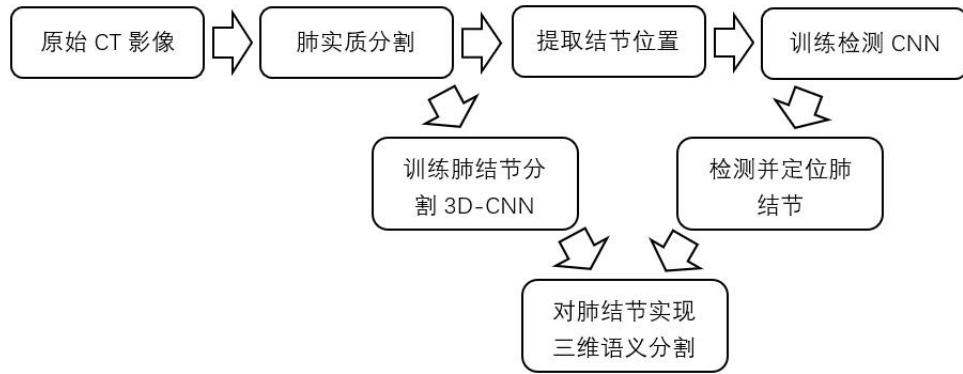 原始 CT 影像
肺实质分割
提取结节位置
训练检测 CNN
训练肺结节分
割 3D-CNN
检测并定位肺
结节
对肺结节实现
三维语义分割